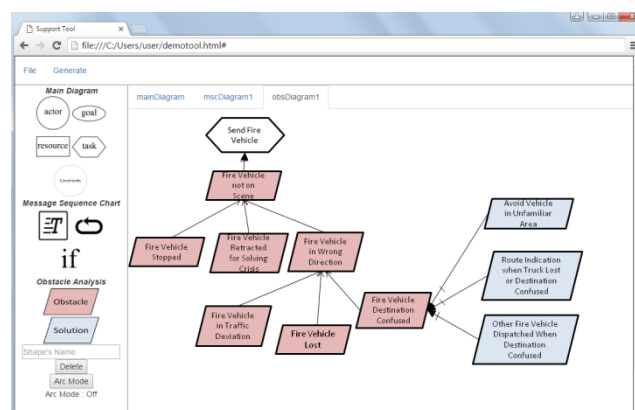 Support Tool
file:///C:/Users/user/demotool.html#
File
Generate
Main Diagram
actor
goal
resource
task
Constraints
Message Sequence Chart
T
if
Obstacle Analysis
Obstacle
Solution
Shape's Name
Delete
Arc Mode
Arc Mode : Off
mainDiagram
mscDiagram1
obsDiagram1
Send Fire
Vehicle
Fire Vehicle
not on
Scene
Fire Vehicle
Stopped
Fire Vehicle
Retracted
for Solving
Crisis
Fire Vehicle
in Wrong
Direction
Fire Vehicle
in Traffic
Deviation
Fire Vehicle
Lost
Fire Vehicle
Destination
Confused
Avoid Vehicle
in Unfamiliar
Area
Route Indication
when Truck Lost
or Destination
Confused
Other Fire Vehicle
Dispatched When
Destination
Confused